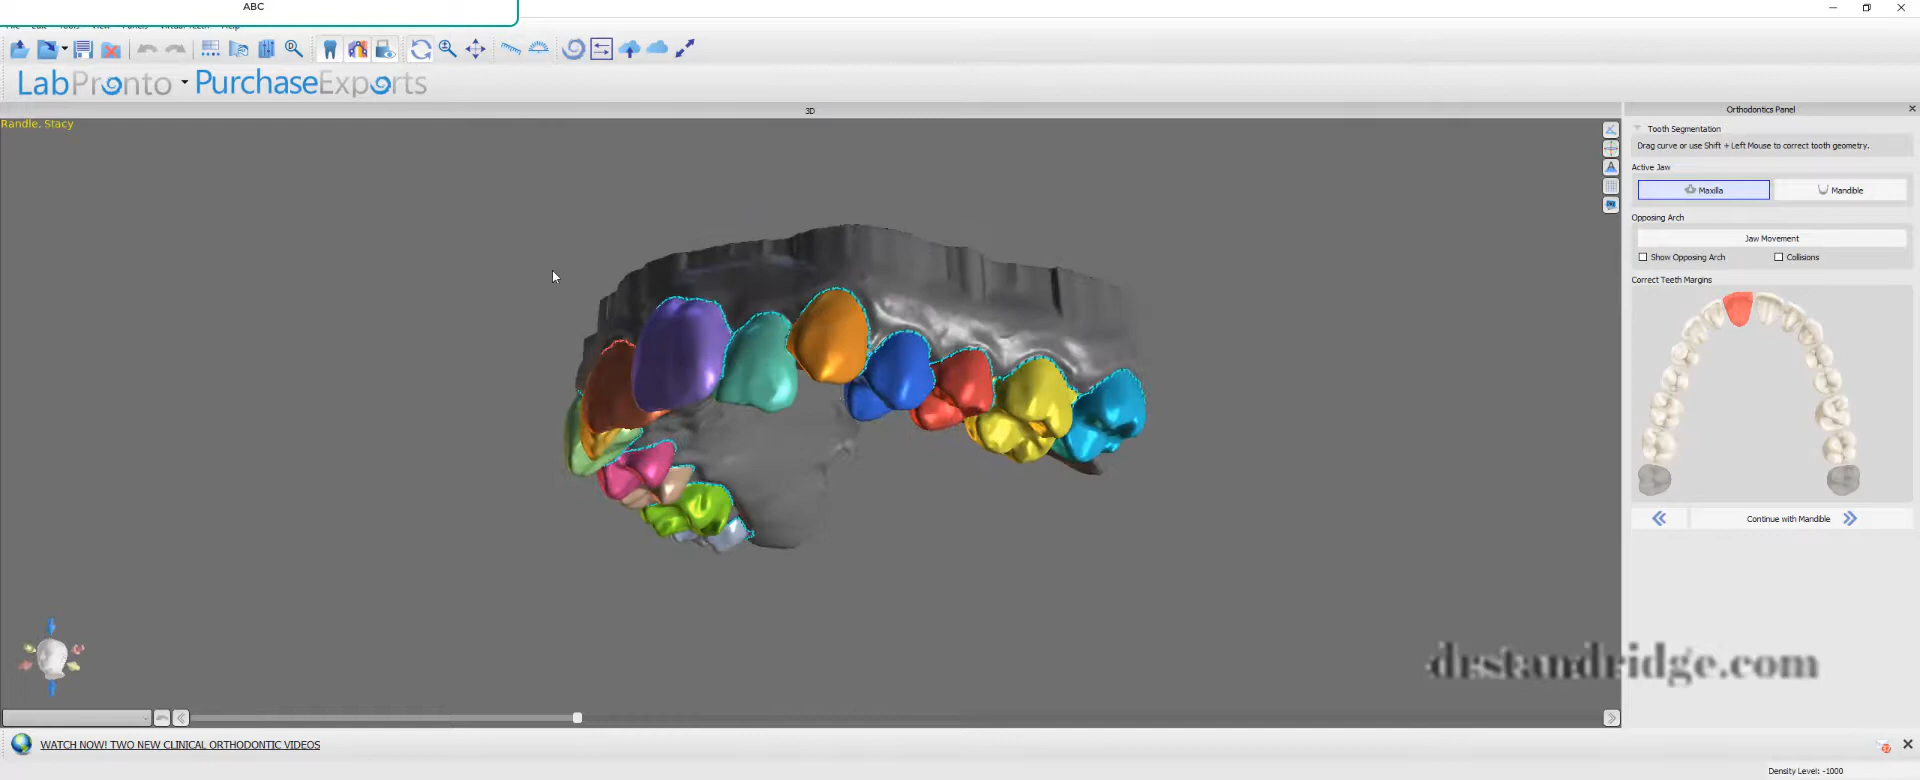 ABC
LabPronto PurchaseExports
3D
Orthodontics Panel
Randle, Stacy
Tooth Segmentation
Drag curve or use Shift + Left Mouse to correct tooth geometry.
Active Jaw
Maxilla
Mandible
Opposing Arch
Jaw Movement
Show Opposing Arch
Collisions
Correct Teeth Margins
Continue with Mandible
drstandridge.com
WATCH NOW! TWO NEW CLINICAL ORTHODONTIC VIDEOS
Density Level: -1000